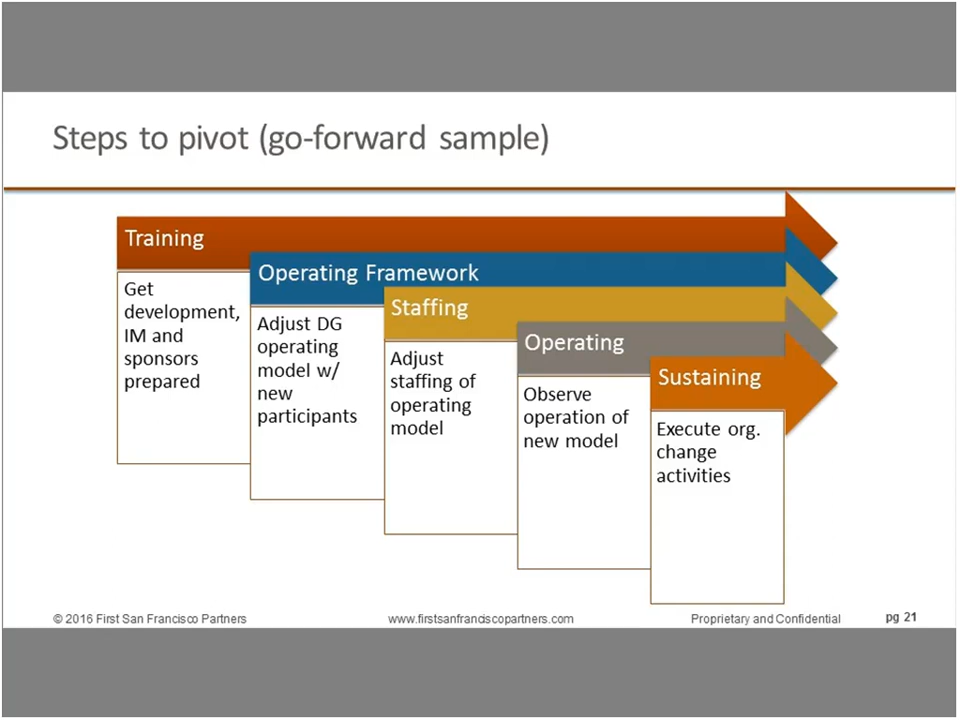 Steps to pivot (go-forward sample)
Training
Get
development,
IM and
sponsors
prepared
Operating Framework
Adjust DG
operating
model w/
new
participants
Staffing
Adjust
staffing of
operating
model
Operating
Observe
operation of
new model
Sustaining
Execute org.
change
activities
© 2016 First San Francisco Partners
www.firstsanfranciscopartners.com
Proprietary and Confidential
pg 21